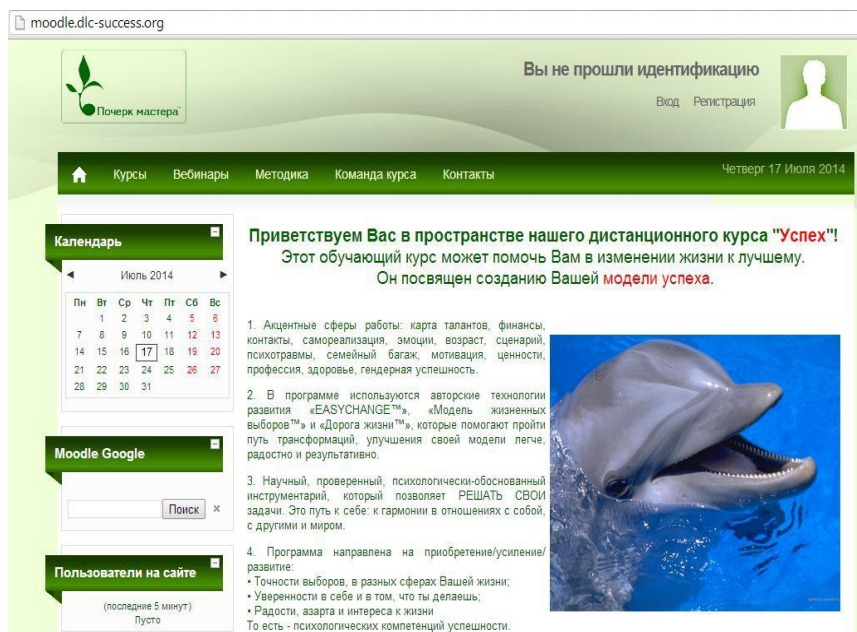 moodle.dlc-success.org
Почерк мастера
Вы не прошли идентификацию
Вход Регистрация
Курсы Вебинары Методика Команда курса Контакты
Четверг 17 Июля 2014
Календарь
◄ Июль 2014 ►
Пн Вт Ср Чт Пт Сб Вс
1 2 3 4 5 6
7 8 9 10 11 12 13
14 15 16 17 18 19 20
21 22 23 24 25 26 27
28 29 30 31
Moodle Google
Поиск ×
Пользователи на сайте
(последние 5 минут)
Пусто
Приветствуем Вас в пространстве нашего дистанционного курса "Успех"!
Этот обучающий курс может помочь Вам в изменении жизни к лучшему.
Он посвящен созданию Вашей модели успеха.
1. Акцентные сферы работы: карта талантов, финансы,
контакты, самореализация, эмоции, возраст, сценарий,
психотравмы, семейный багаж, мотивация, ценности,
профессия, здоровье, гендерная успешность.
2. В программе используются авторские технологии
развития «EASYCHANGE™», «Модель жизненных
выборов™» и «Дорога жизни™», которые помогают пройти
путь трансформаций, улучшения своей модели легче,
радостно и результативно.
3. Научный, проверенный, психологически-обоснованный
инструментарий, который позволяет РЕШАТЬ СВОИ
задачи. Это путь к себе: к гармонии в отношениях с собой,
с другими и миром.
4. Программа направлена на приобретение/усиление/
развитие:
• Точности выборов, в разных сферах Вашей жизни;
• Уверенности в себе и в том, что ты делаешь;
• Радости, азарта и интереса к жизни
То есть - психологических компетенций успешности.